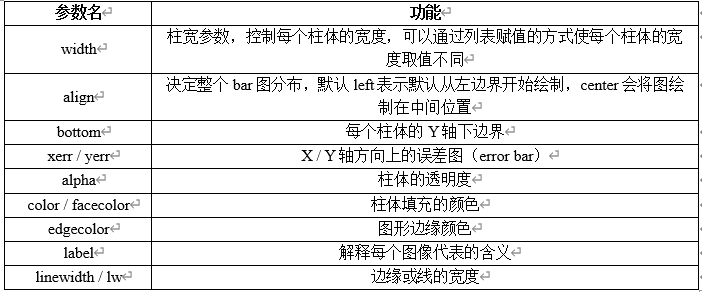 参数名 功能
width 柱宽参数，控制每个柱体的宽度，可以通过列表赋值的方式使每个柱体的宽
度取值不同
align 决定整个 bar 图分布，默认 left 表示默认从左边界开始绘制，center 会将图绘
制在中间位置
bottom 每个柱体的 Y 轴下边界
xerr / yerr X / Y 轴方向上的误差图（error bar）
alpha 柱体的透明度
color / facecolor 柱体填充的颜色
edgecolor 图形边缘颜色
label 解释每个图像代表的含义
linewidth / lw 边缘或线的宽度